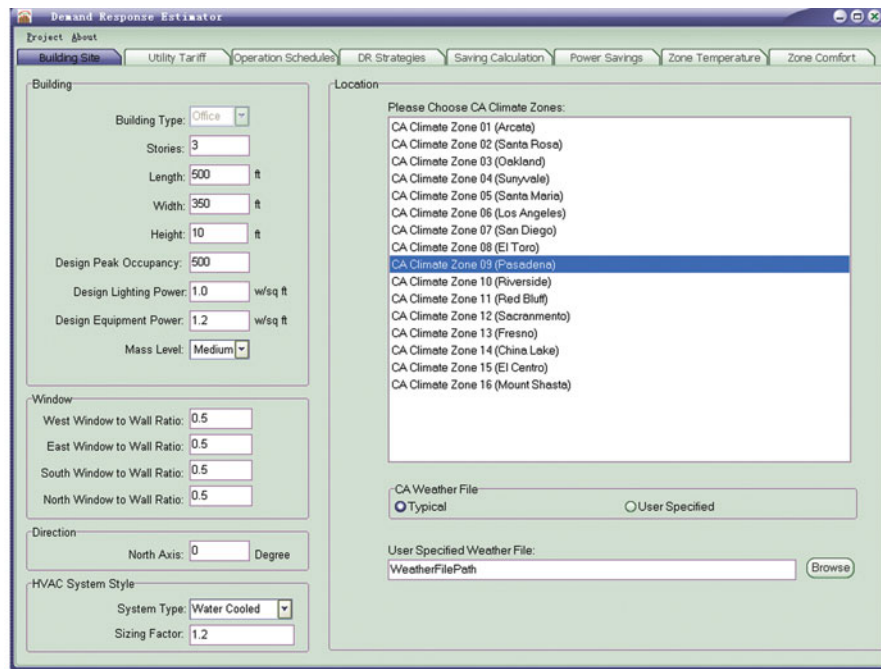 Demand Response Estimator
Project About
Building Site Utility Tariff Operation Schedules DR Strategies Saving Calculation Power Savings Zone Temperature Zone Comfort
Building
Building Type: Office
Stories: 3
Length: 500 ft
Width: 350 ft
Height: 10 ft
Design Peak Occupancy: 500
Design Lighting Power: 1.0 w/sq ft
Design Equipment Power: 1.2 w/sq ft
Mass Level: Medium
Window
West Window to Wall Ratio: 0.5
East Window to Wall Ratio: 0.5
South Window to Wall Ratio: 0.5
North Window to Wall Ratio: 0.5
Direction
North Axis: 0 Degree
HVAC System Style
System Type: Water Cooled
Sizing Factor: 1.2
Location
Please Choose CA Climate Zones:
CA Climate Zone 01 (Arcata)
CA Climate Zone 02 (Santa Rosa)
CA Climate Zone 03 (Oakland)
CA Climate Zone 04 (Sunyvale)
CA Climate Zone 05 (Santa Maria)
CA Climate Zone 06 (Los Angeles)
CA Climate Zone 07 (San Diego)
CA Climate Zone 08 (El Toro)
CA Climate Zone 09 (Pasadena)
CA Climate Zone 10 (Riverside)
CA Climate Zone 11 (Red Bluff)
CA Climate Zone 12 (Sacranmento)
CA Climate Zone 13 (Fresno)
CA Climate Zone 14 (China Lake)
CA Climate Zone 15 (El Centro)
CA Climate Zone 16 (Mount Shasta)
CA Weather File
Typical User Specified
User Specified Weather File:
WeatherFilePath Browse